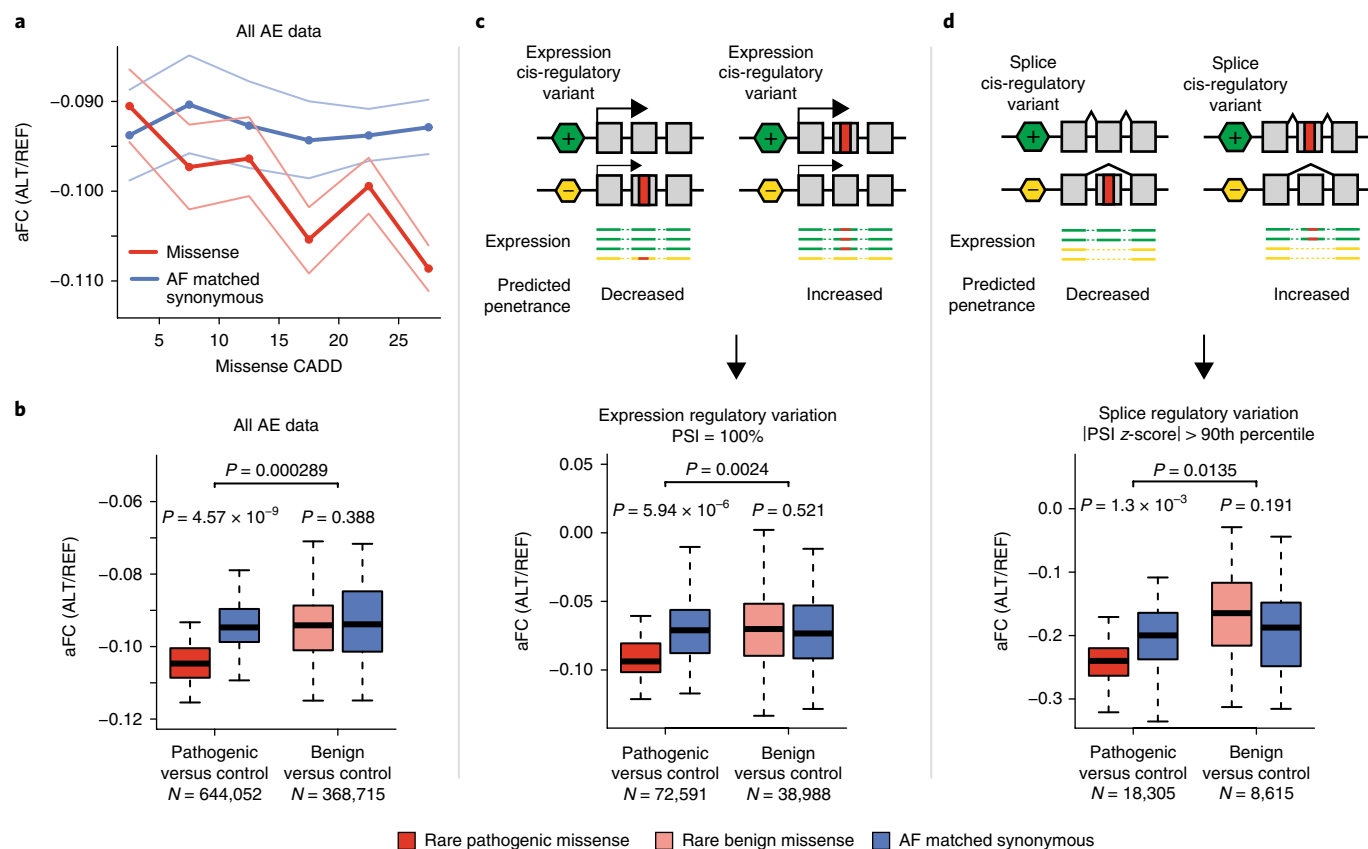 a
All AE data
−0.090
−0.100
−0.110
aFC (ALT/REF)
Missense
AF matched
synonymous
5 10 15 20 25
Missense CADD
b
All AE data
P = 0.000289
P = 4.57 × 10−9 P = 0.388
−0.06
−0.08
−0.10
−0.12
aFC (ALT/REF)
Pathogenic
versus control
N = 644,052
Benign
versus control
N = 368,715
c
Expression
cis-regulatory
variant
Expression
cis-regulatory
variant
+
+
−
−
Expression
Predicted
penetrance
Decreased
Increased
Expression regulatory variation
PSI = 100%
P = 0.0024
P = 5.94 × 10−6 P = 0.521
0.05
0.00
−0.05
−0.10
aFC (ALT/REF)
Pathogenic
versus control
N = 72,591
Benign
versus control
N = 38,988
d
Splice
cis-regulatory
variant
Splice
cis-regulatory
variant
+
+
−
−
Expression
Predicted
penetrance
Decreased
Increased
Splice regulatory variation
|PSI z-score| > 90th percentile
P = 0.0135
P = 1.3 × 10−3 P = 0.191
0.0
−0.1
−0.2
−0.3
aFC (ALT/REF)
Pathogenic
versus control
N = 18,305
Benign
versus control
N = 8,615
Rare pathogenic missense Rare benign missense AF matched synonymous